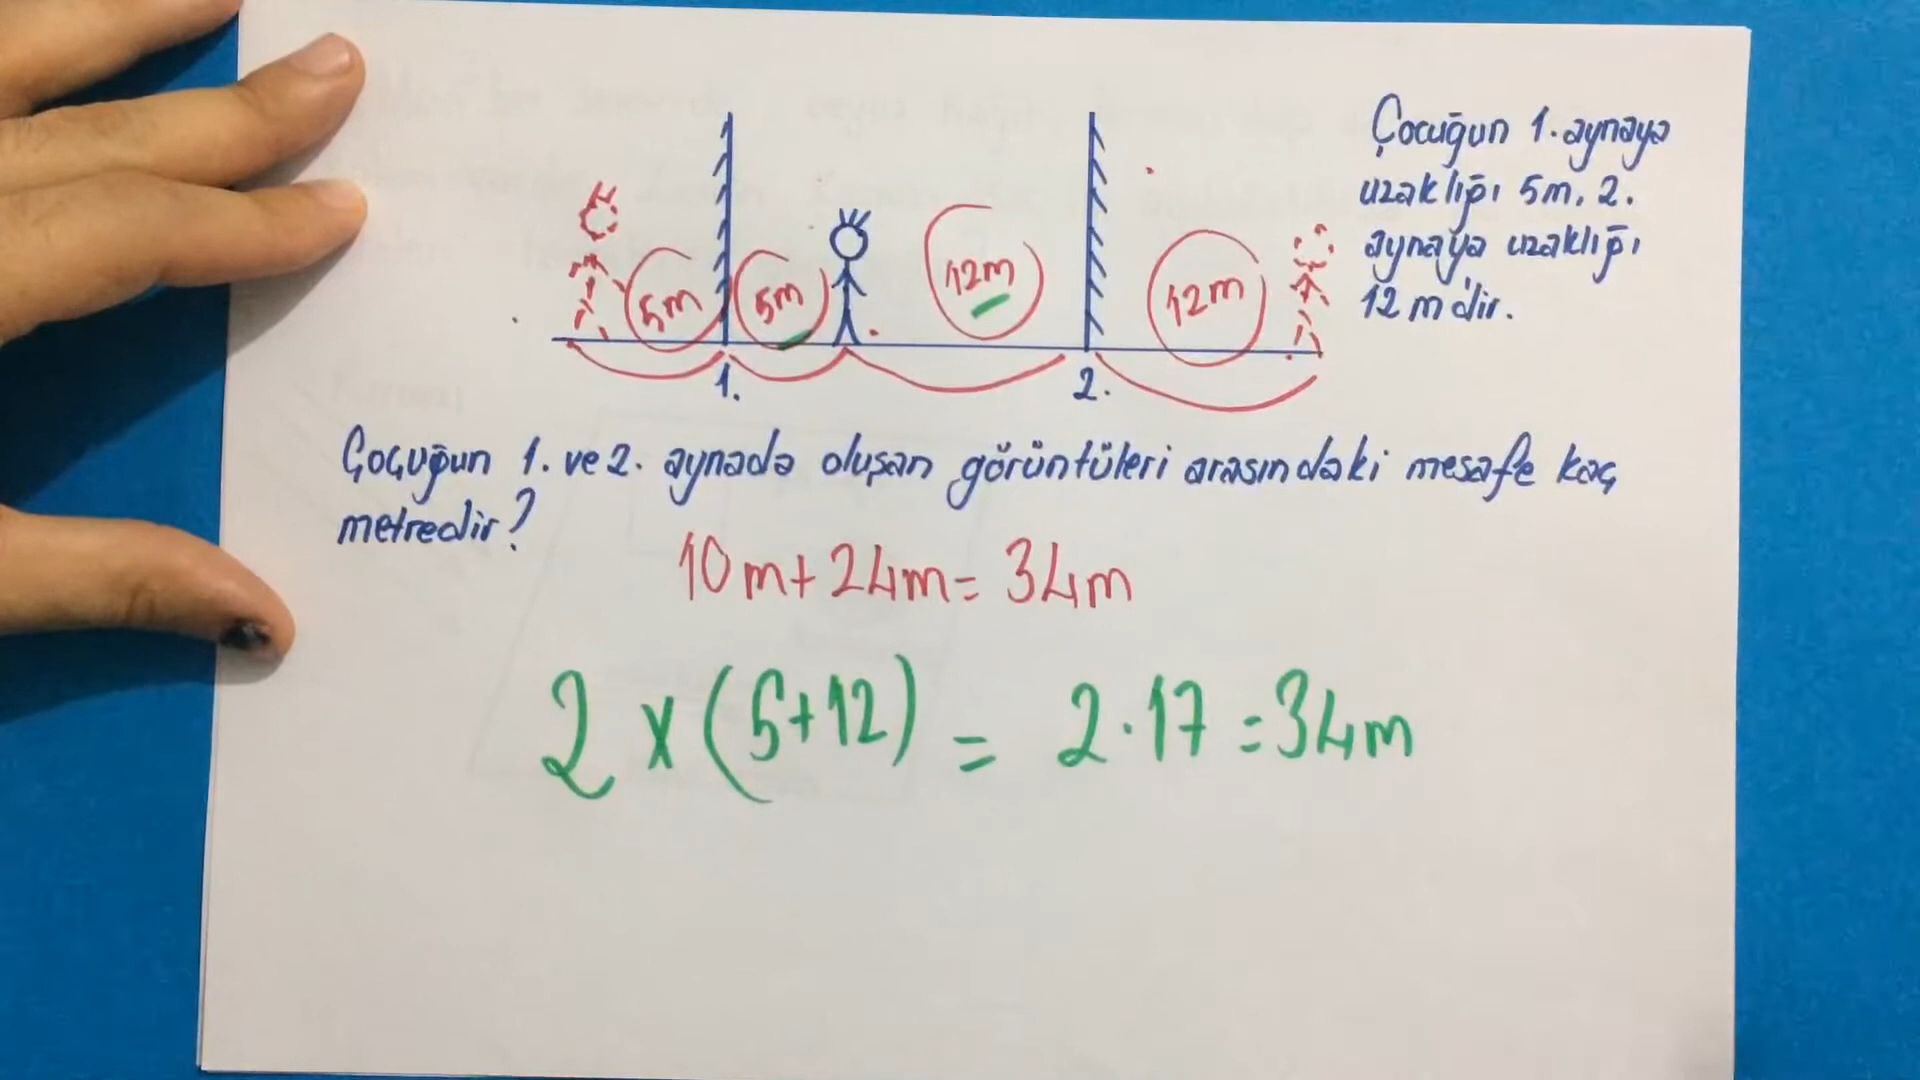 Çocuğun 1. aynaya
uzaklığı 5m, 2.
aynaya uzaklığı
12 m'dir.
5m
5m
12m
12m
1.
2.
Çocuğun 1. ve 2. aynada oluşan görüntüleri arasındaki mesafe kaç
metredir?
10m+24m=34m
2 x (5+12) = 2.17 =34m